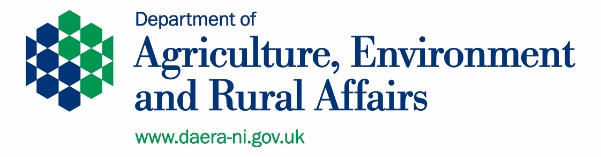 Department of
Agriculture, Environment
and Rural Affairs
www.daera-ni.gov.uk